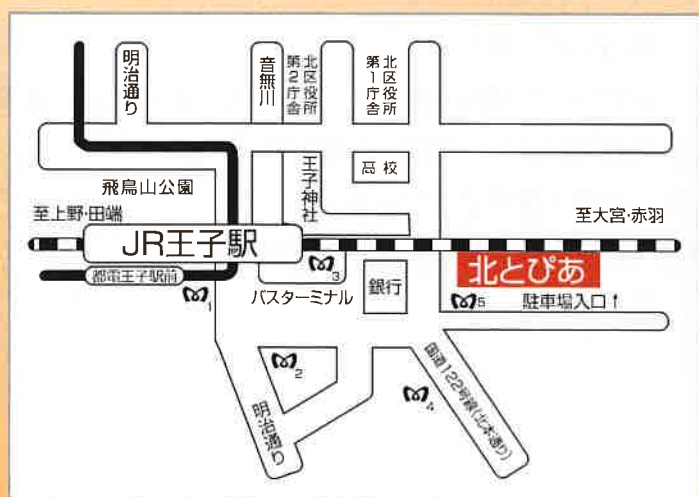 明治通り
音無川
北区役所
第2庁舎
北区役所
第1庁舎
飛鳥山公園
王子神社
高校
至上野・田端
JR王子駅
至大宮・赤羽
都電王子駅前
1
3
バスターミナル
銀行
北とぴあ
5
駐車場入口↑
2
4
明治通り
国道122号線(北本通り)